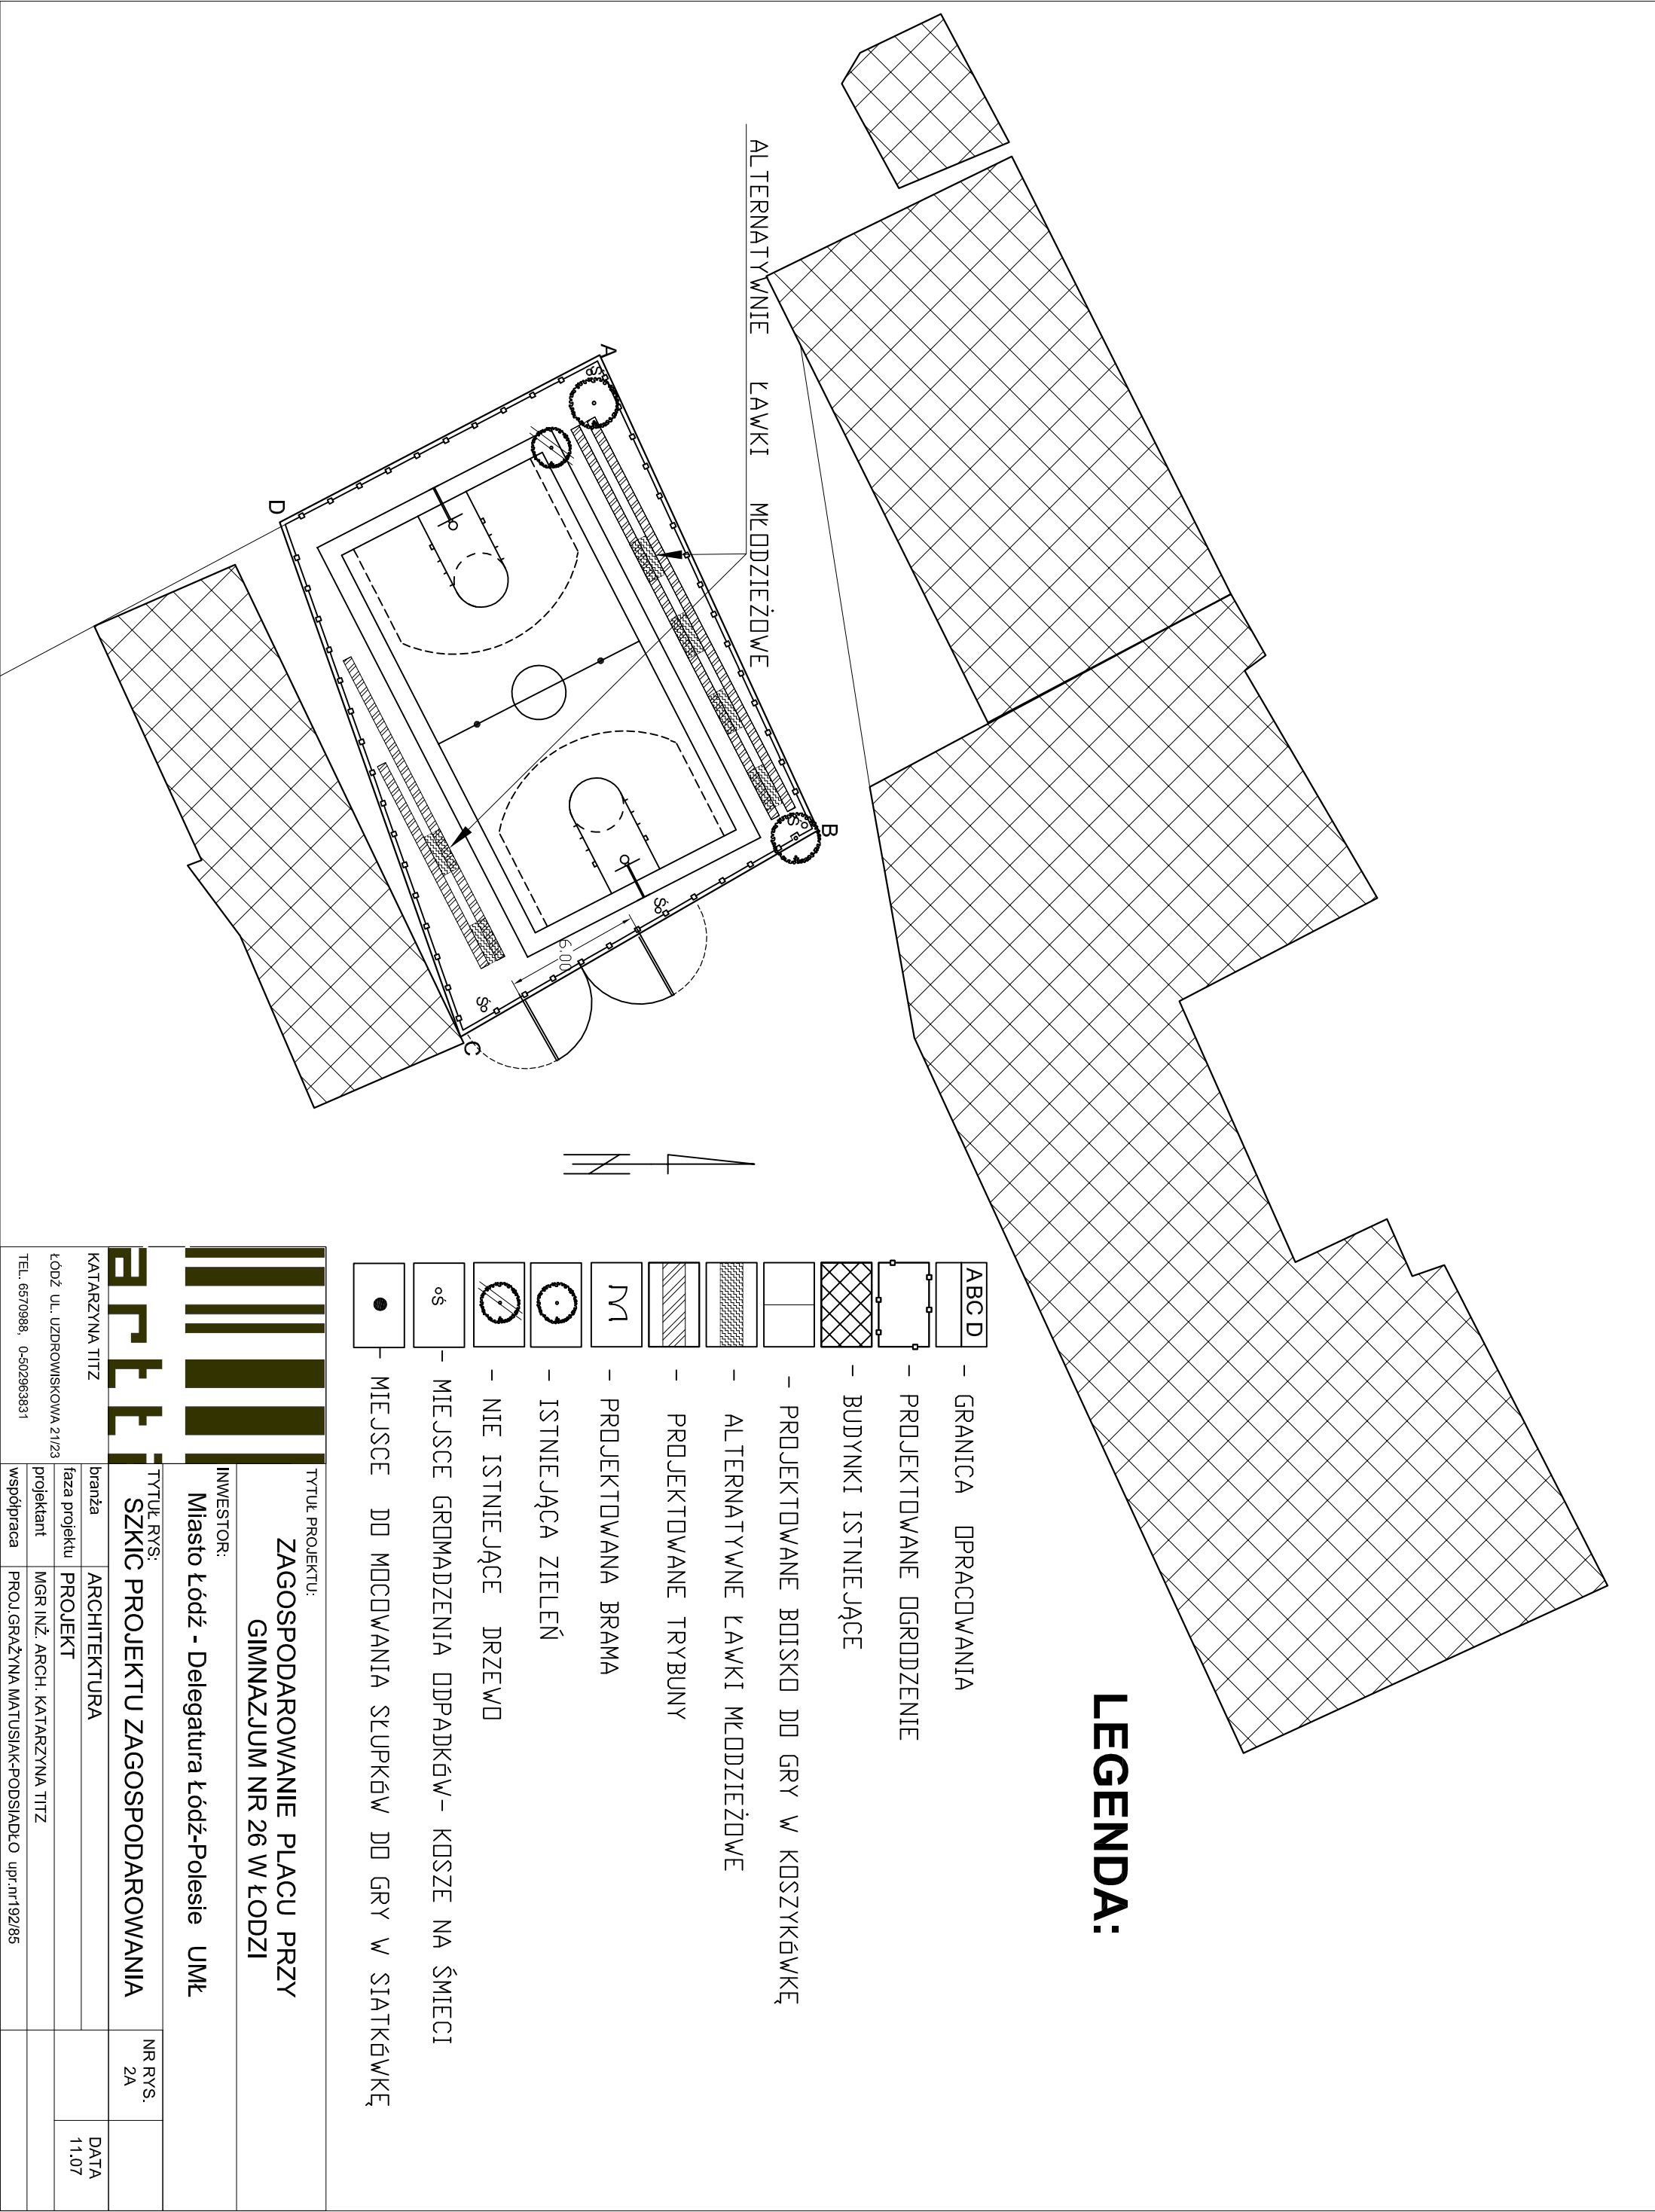 ALTERNATYWNIE ŁAWKI MŁODZIEŻOWE
A
B
C
D
Ś
Ś
Ś
Ś
6.00
N
LEGENDA:
ABCD - GRANICA OPRACOWANIA
- PROJEKTOWANE OGRODZENIE
- BUDYNKI ISTNIEJĄCE
- PROJEKTOWANE BOISKO DO GRY W KOSZYKÓWKĘ
- ALTERNATYWNE ŁAWKI MŁODZIEŻOWE
- PROJEKTOWANE TRYBUNY
- PROJEKTOWANA BRAMA
- ISTNIEJĄCA ZIELEŃ
- NIE ISTNIEJĄCE DRZEWO
Ś - MIEJSCE GROMADZENIA ODPADKÓW- KOSZE NA ŚMIECI
- MIEJSCE DO MOCOWANIA SŁUPKÓW DO GRY W SIATKÓWKĘ
TYTUŁ PROJEKTU:
ZAGOSPODAROWANIE PLACU PRZY
GIMNAZJUM NR 26 W ŁODZI
INWESTOR:
Miasto Łódź - Delegatura Łódź-Polesie UMŁ
artti
TYTUŁ RYS:
SZKIC PROJEKTU ZAGOSPODAROWANIA
NR RYS.
2A
KATARZYNA TITZ
ŁÓDŹ UL. UZDROWISKOWA 21/23
TEL. 6570988, 0-502963831
branża ARCHITEKTURA
faza projektu PROJEKT
projektant MGR INŻ. ARCH. KATARZYNA TITZ
współpraca PROJ.GRAŻYNA MATUSIAK-PODSIADŁO upr.nr192/85
DATA
11.07